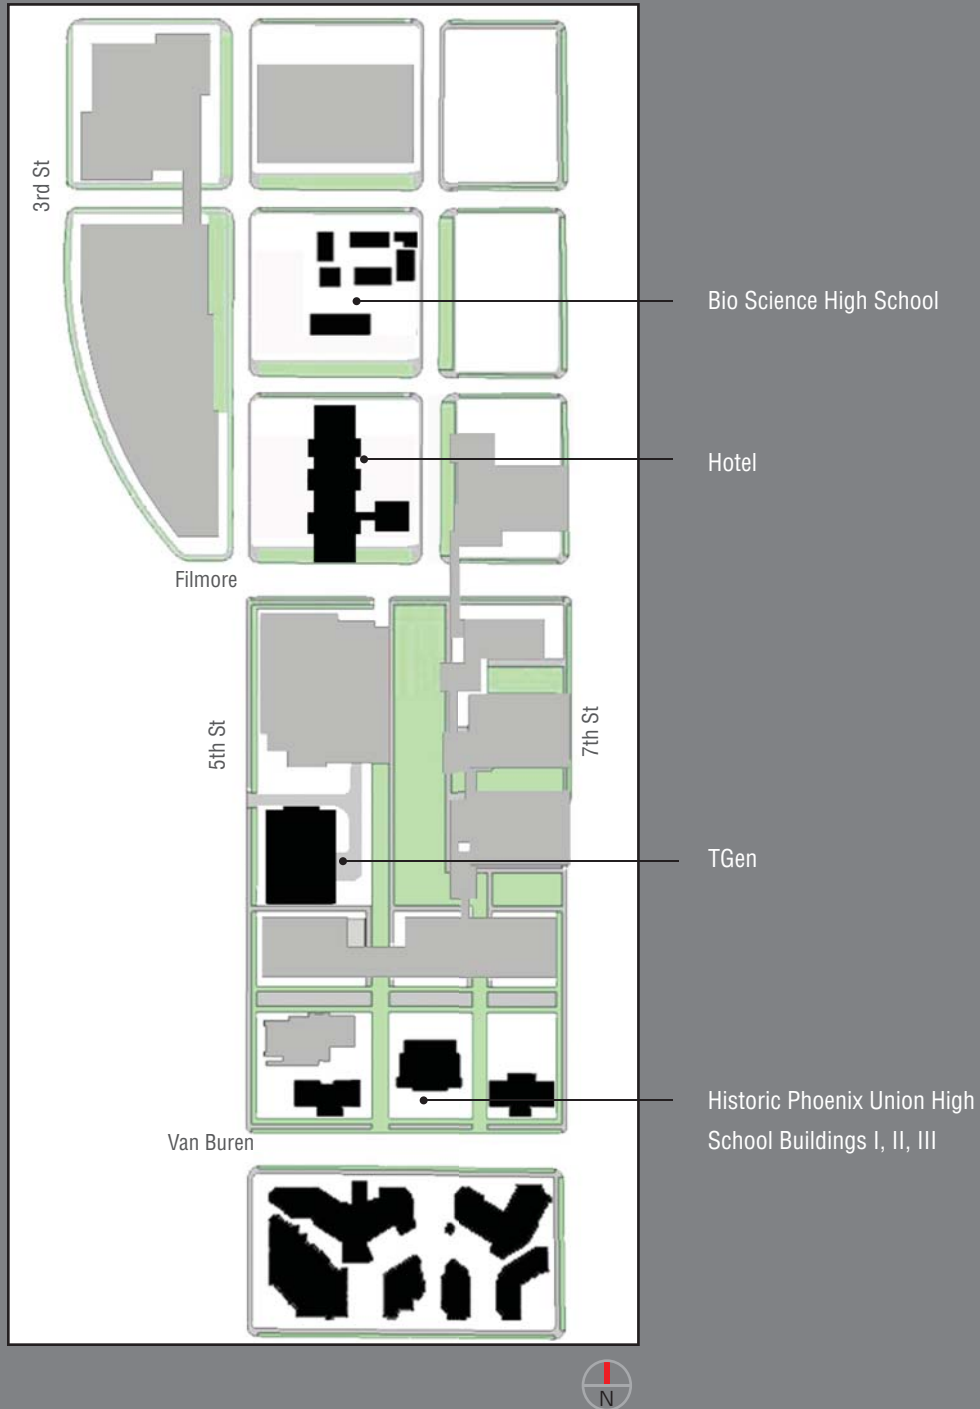 3rd St
Bio Science High School
Hotel
Filmore
5th St
7th St
TGen
Historic Phoenix Union High
School Buildings I, II, III
Van Buren
N